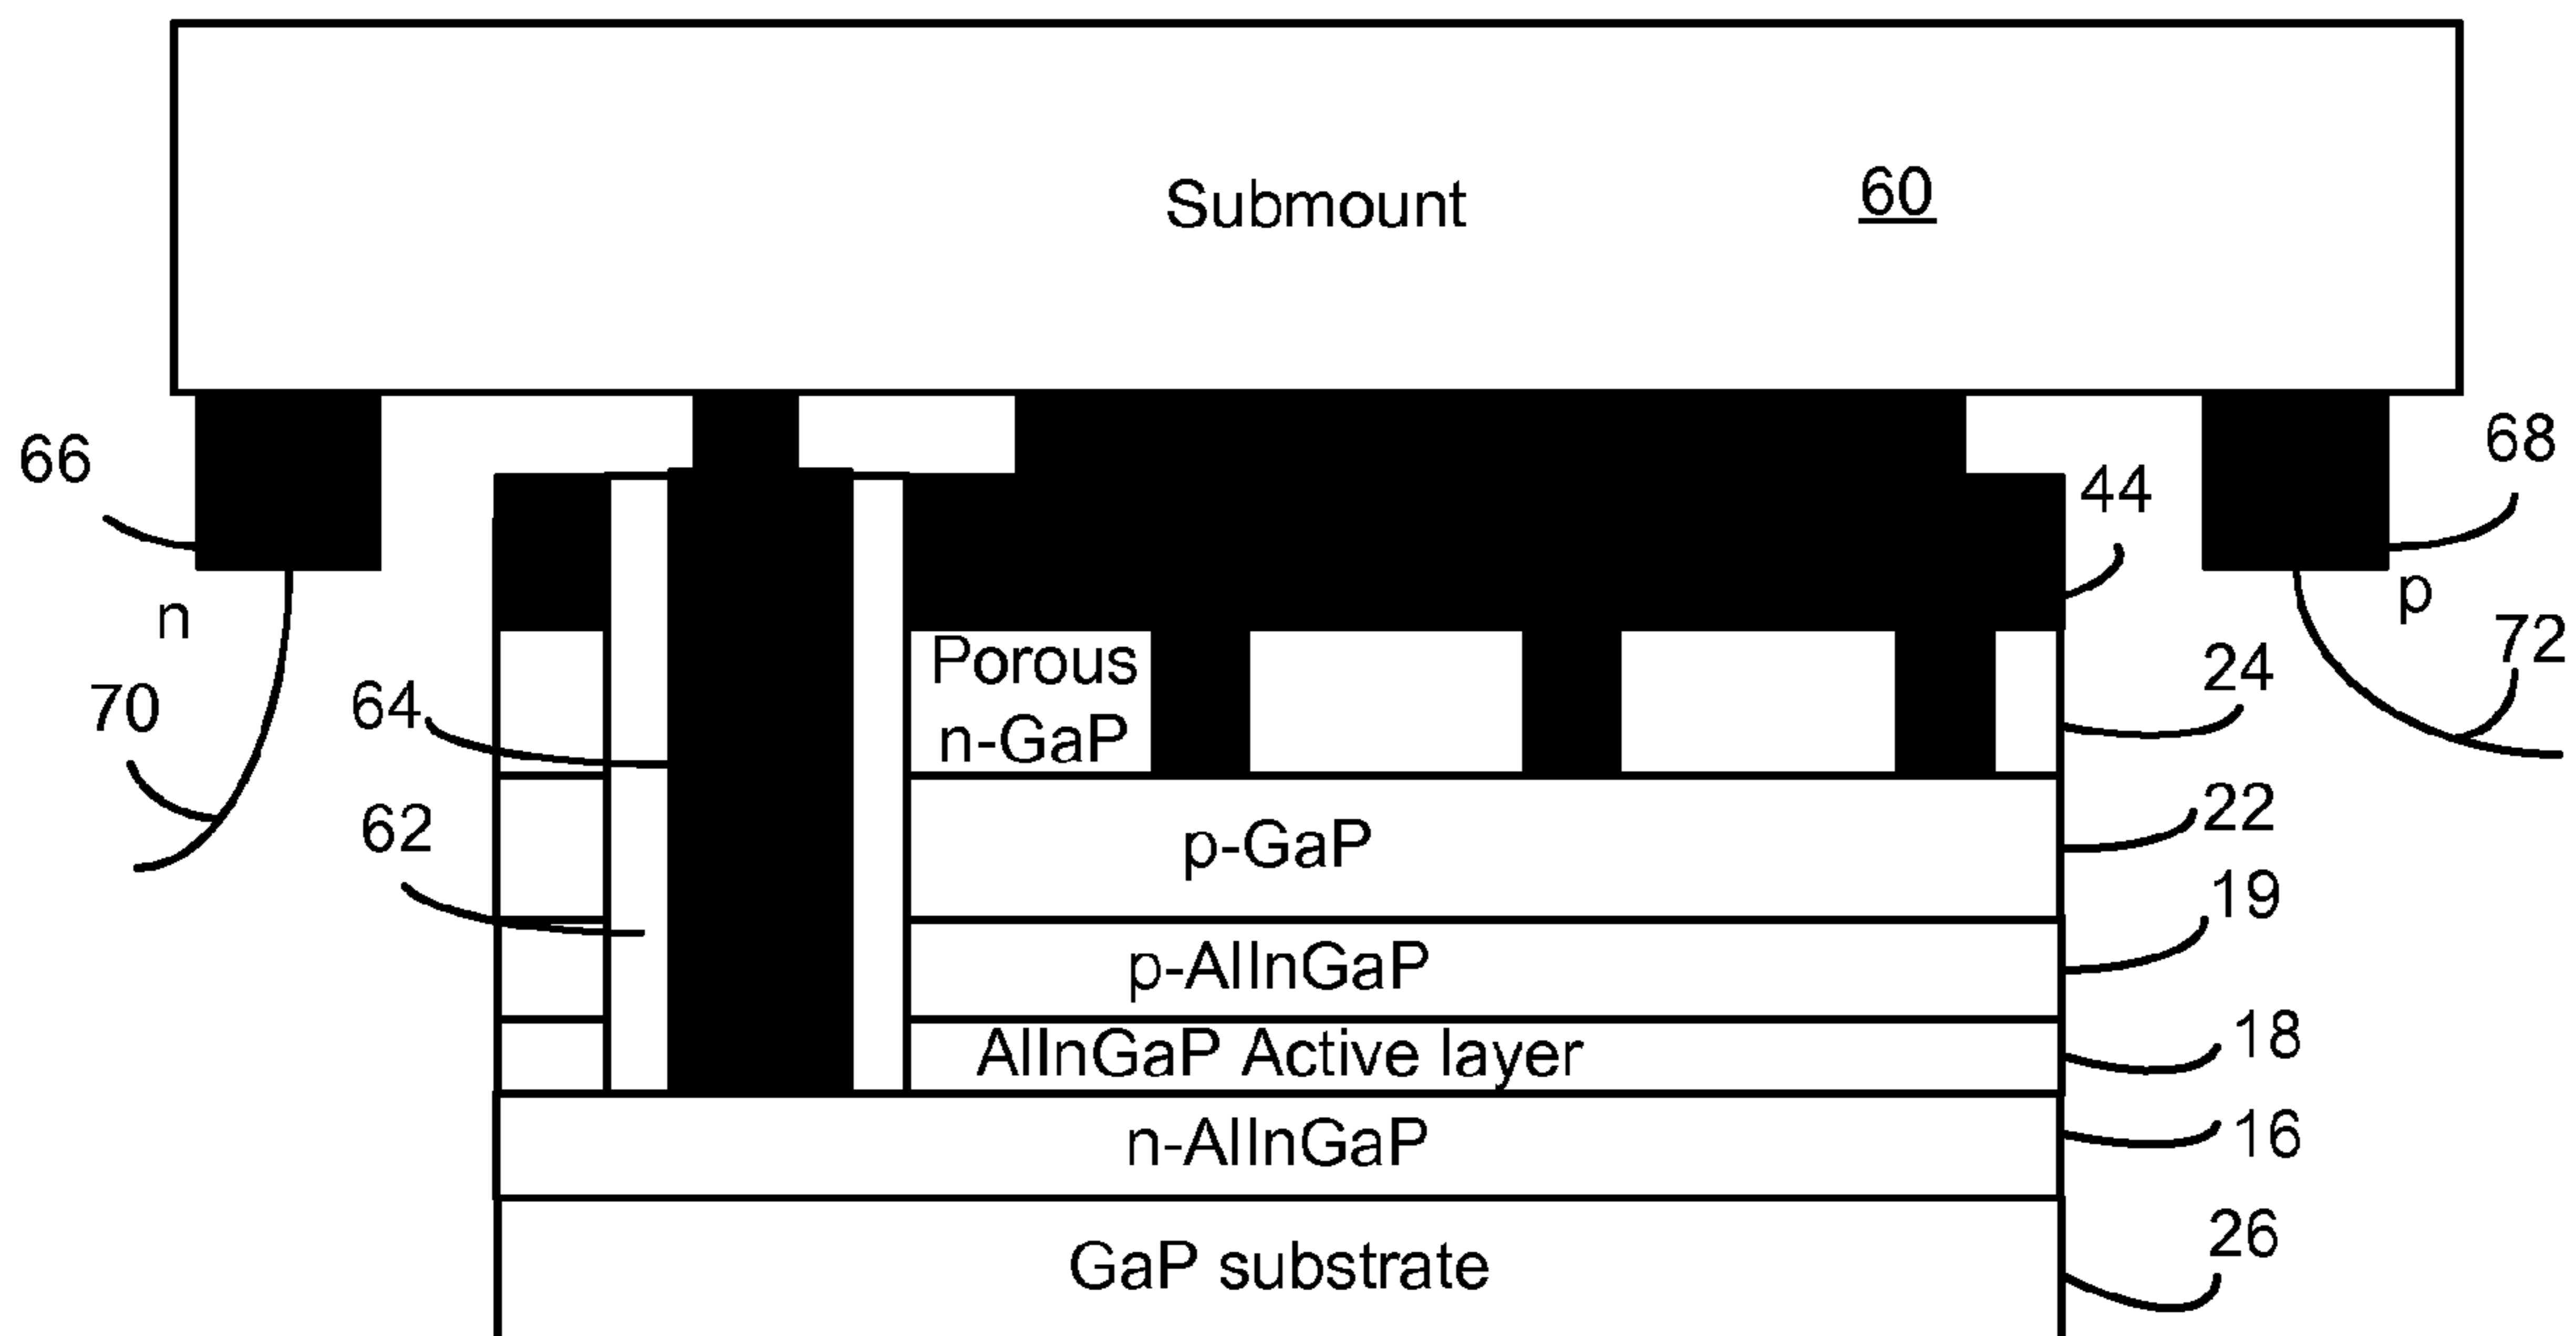 Submount 60
66
68
44
n
p
72
70
64
Porous
n-GaP
24
62
p-GaP
22
19
p-AlInGaP
AlInGaP Active layer
18
n-AlInGaP
16
GaP substrate
26